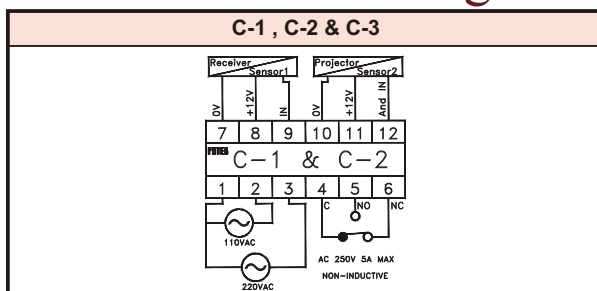 C-1 , C-2 & C-3
Receiver Projector
Sensor1 Sensor2
0V +12V IN 0V +12V And IN
7 8 9 10 11 12
C-1 & C-2
1 2 3 4 5 6
C NO NC
110VAC
AC 250V 5A MAX
NON-INDUCTIVE
220VAC